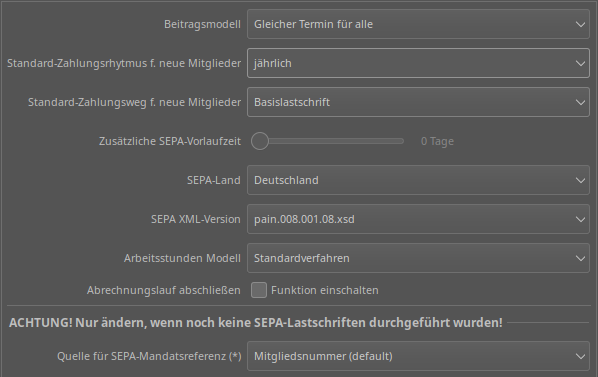 Beitragsmodell Gleicher Termin für alle
Standard-Zahlungsrhytmus f. neue Mitglieder jährlich
Standard-Zahlungsweg f. neue Mitglieder Basislastschrift
Zusätzliche SEPA-Vorlaufzeit 0 Tage
SEPA-Land Deutschland
SEPA XML-Version pain.008.001.08.xsd
Arbeitsstunden Modell Standardverfahren
Abrechnungslauf abschließen Funktion einschalten
ACHTUNG! Nur ändern, wenn noch keine SEPA-Lastschriften durchgeführt wurden!
Quelle für SEPA-Mandatsreferenz (*) Mitgliedsnummer (default)